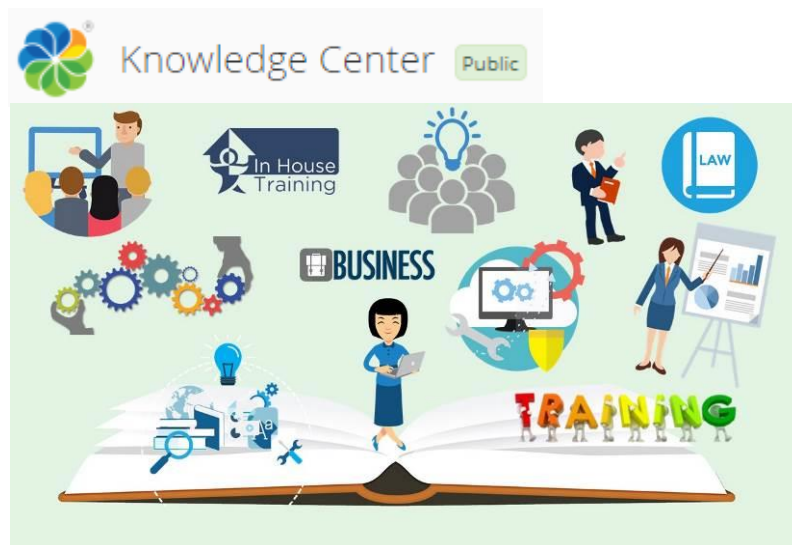 Knowledge Center Public
In House
Training
LAW
BUSINESS
TRAINING